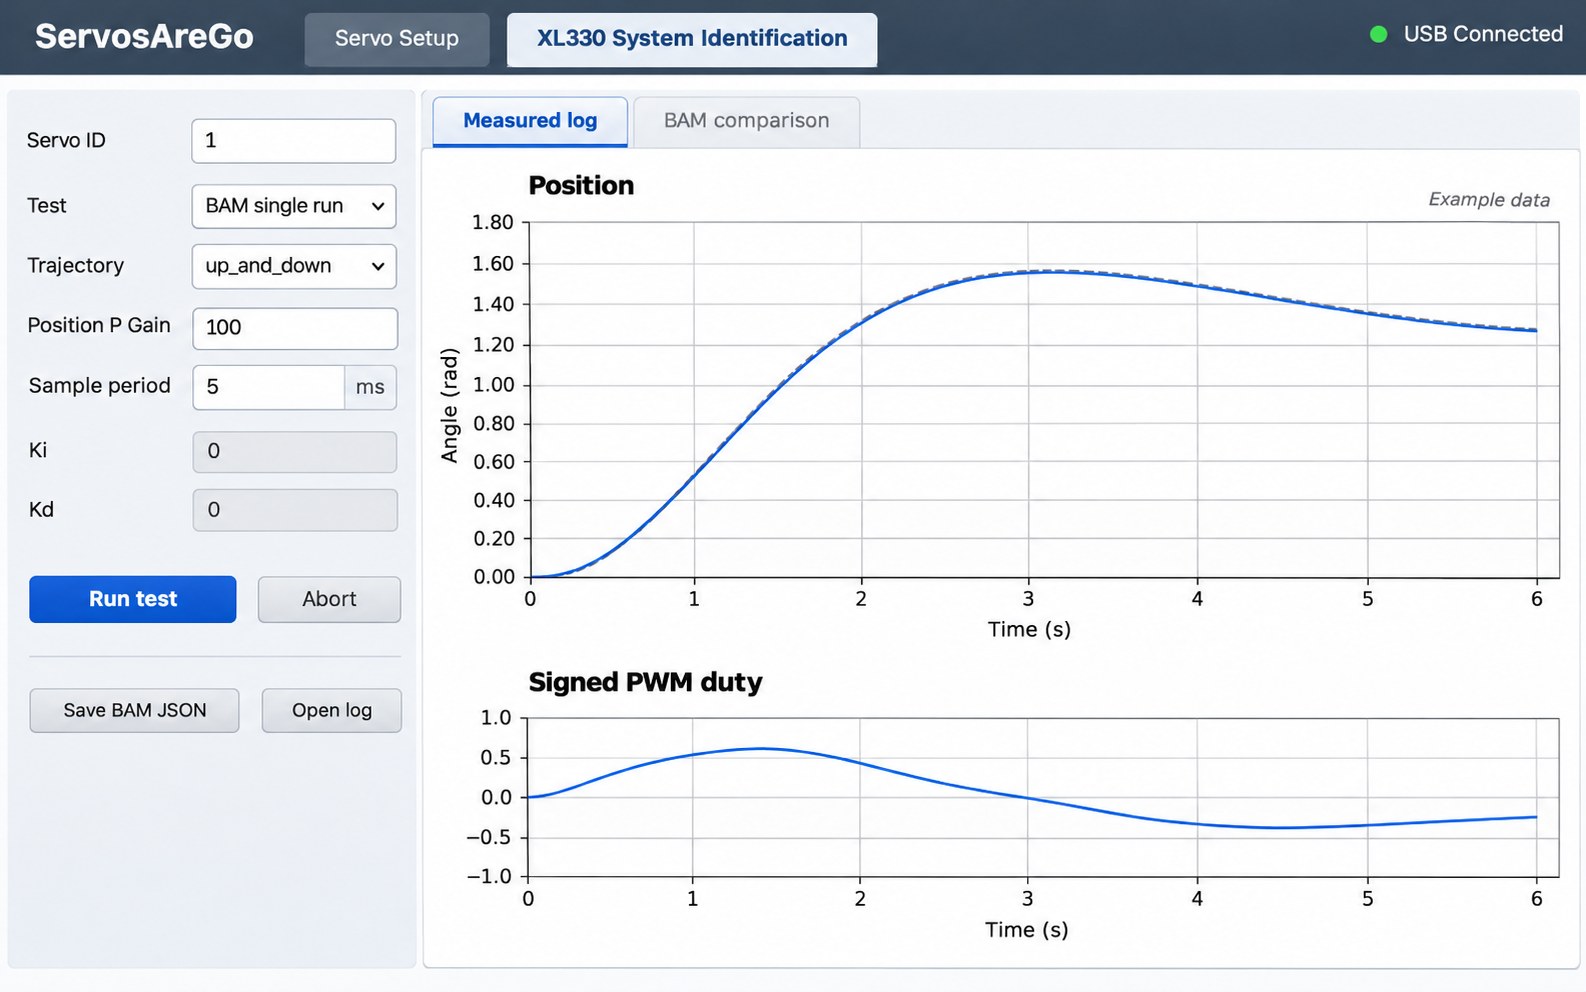 ServosAreGo
Servo Setup
XL330 System Identification
USB Connected
Servo ID
1
Test
BAM single run
Trajectory
up_and_down
Position P Gain
100
Sample period
5
ms
Ki
0
Kd
0
Run test
Abort
Save BAM JSON
Open log
Measured log
BAM comparison
Position
Example data
1.80
1.60
1.40
1.20
1.00
0.80
0.60
0.40
0.20
0.00
Angle (rad)
0 1 2 3 4 5 6
Time (s)
Signed PWM duty
1.0
0.5
0.0
−0.5
−1.0
0 1 2 3 4 5 6
Time (s)